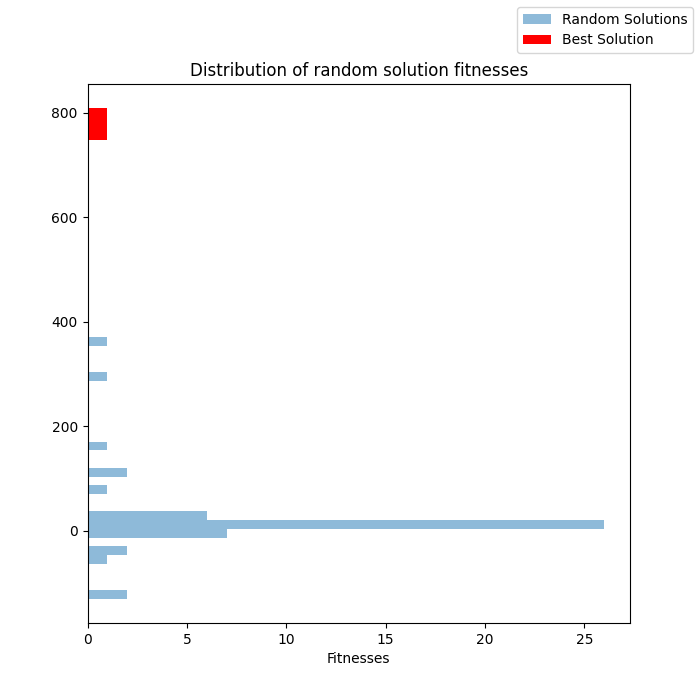 Random Solutions
Best Solution
Distribution of random solution fitnesses
800
600
400
200
0
0 5 10 15 20 25
Fitnesses